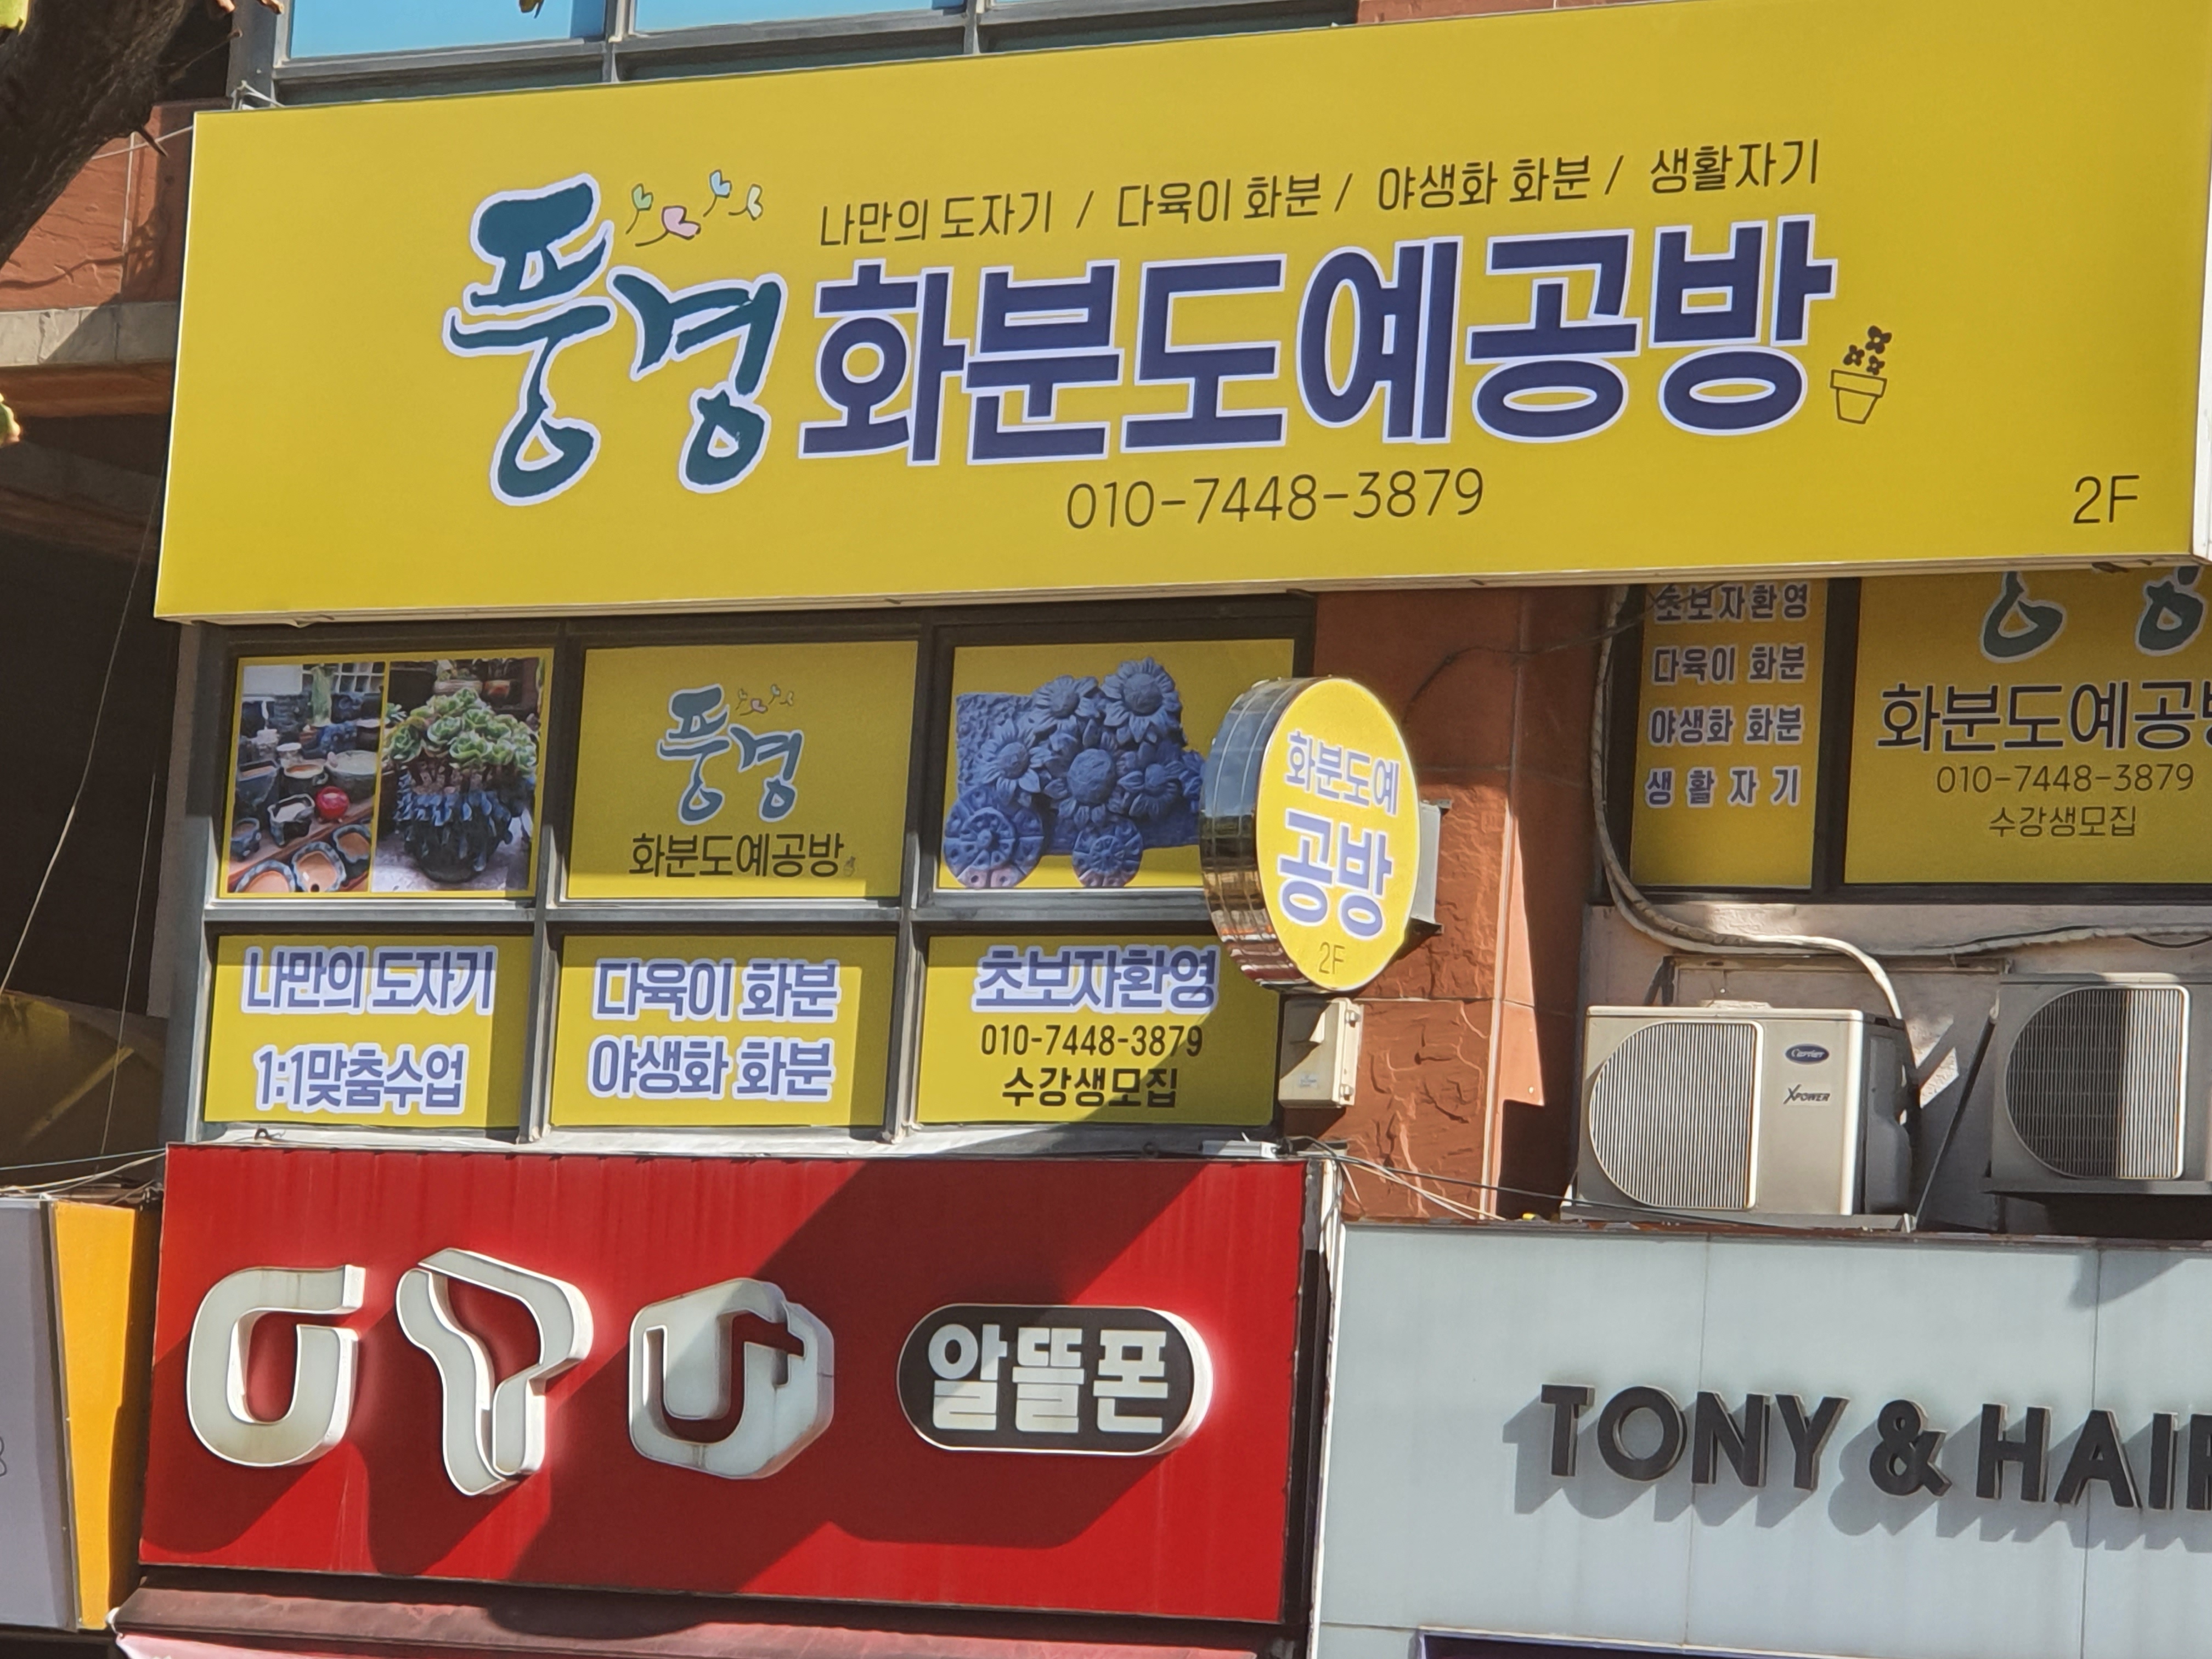 나만의 도자기 / 다육이 화분 / 야생화 화분 / 생활자기
풍경 화분도예공방
010-7448-3879
2F
풍경
화분도예공방
화분도예
공방
2F
초보자환영
다육이 화분
야생화 화분
생활자기
풍경
화분도예공방
010-7448-3879
수강생모집
나만의 도자기
1:1맞춤수업
다육이 화분
야생화 화분
초보자환영
010-7448-3879
수강생모집
Carrier
XPOWER
알뜰폰
TONY & HAIR